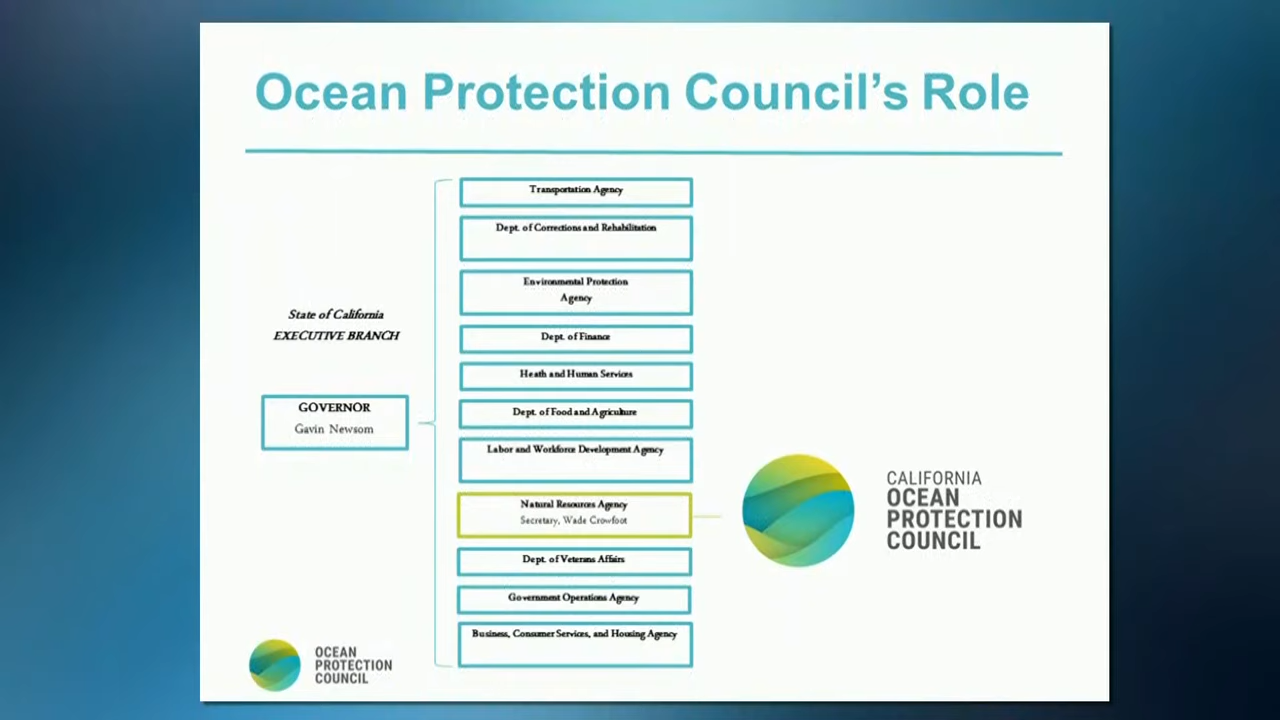 Ocean Protection Council's Role
State of California
EXECUTIVE BRANCH
GOVERNOR
Gavin Newsom
Transportation Agency
Dept. of Corrections and Rehabilitation
Environmental Protection
Agency
Dept. of Finance
Heath and Human Services
Dept. of Food and Agriculture
Labor and Workforce Development Agency
Natural Resources Agency
Secretary, Wade Crowfoot
Dept. of Veterans Affairs
Government Operations Agency
Business, Consumer Services, and Housing Agency
CALIFORNIA
OCEAN
PROTECTION
COUNCIL
OCEAN
PROTECTION
COUNCIL